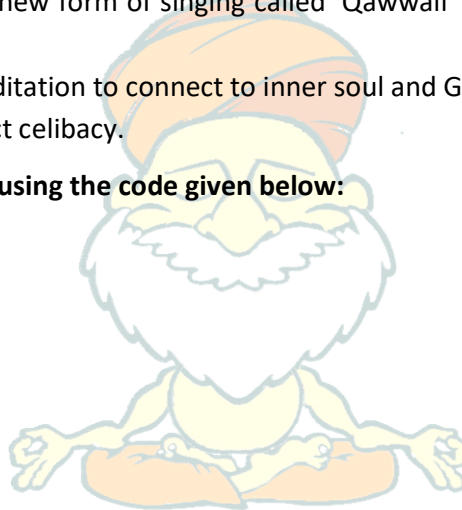 new form of singing called 'Qawwali'
ditation to connect to inner soul and G
ct celibacy.
using the code given below: